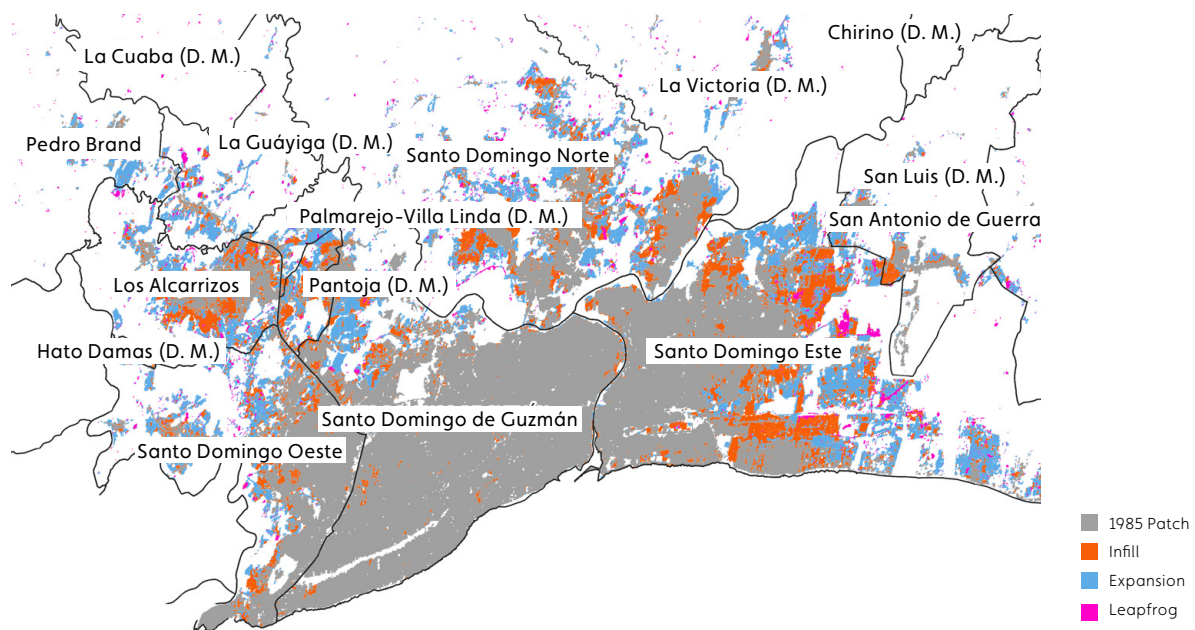 Chirino (D. M.)
La Cuaba (D. M.)
La Victoria (D. M.)
Pedro Brand
La Guáyiga (D. M.)
Santo Domingo Norte
San Luis (D. M.)
Palmarejo-Villa Linda (D. M.)
San Antonio de Guerra
Los Alcarrizos
Pantoja (D. M.)
Hato Damas (D. M.)
Santo Domingo Este
Santo Domingo de Guzmán
Santo Domingo Oeste
1985 Patch
Infill
Expansion
Leapfrog